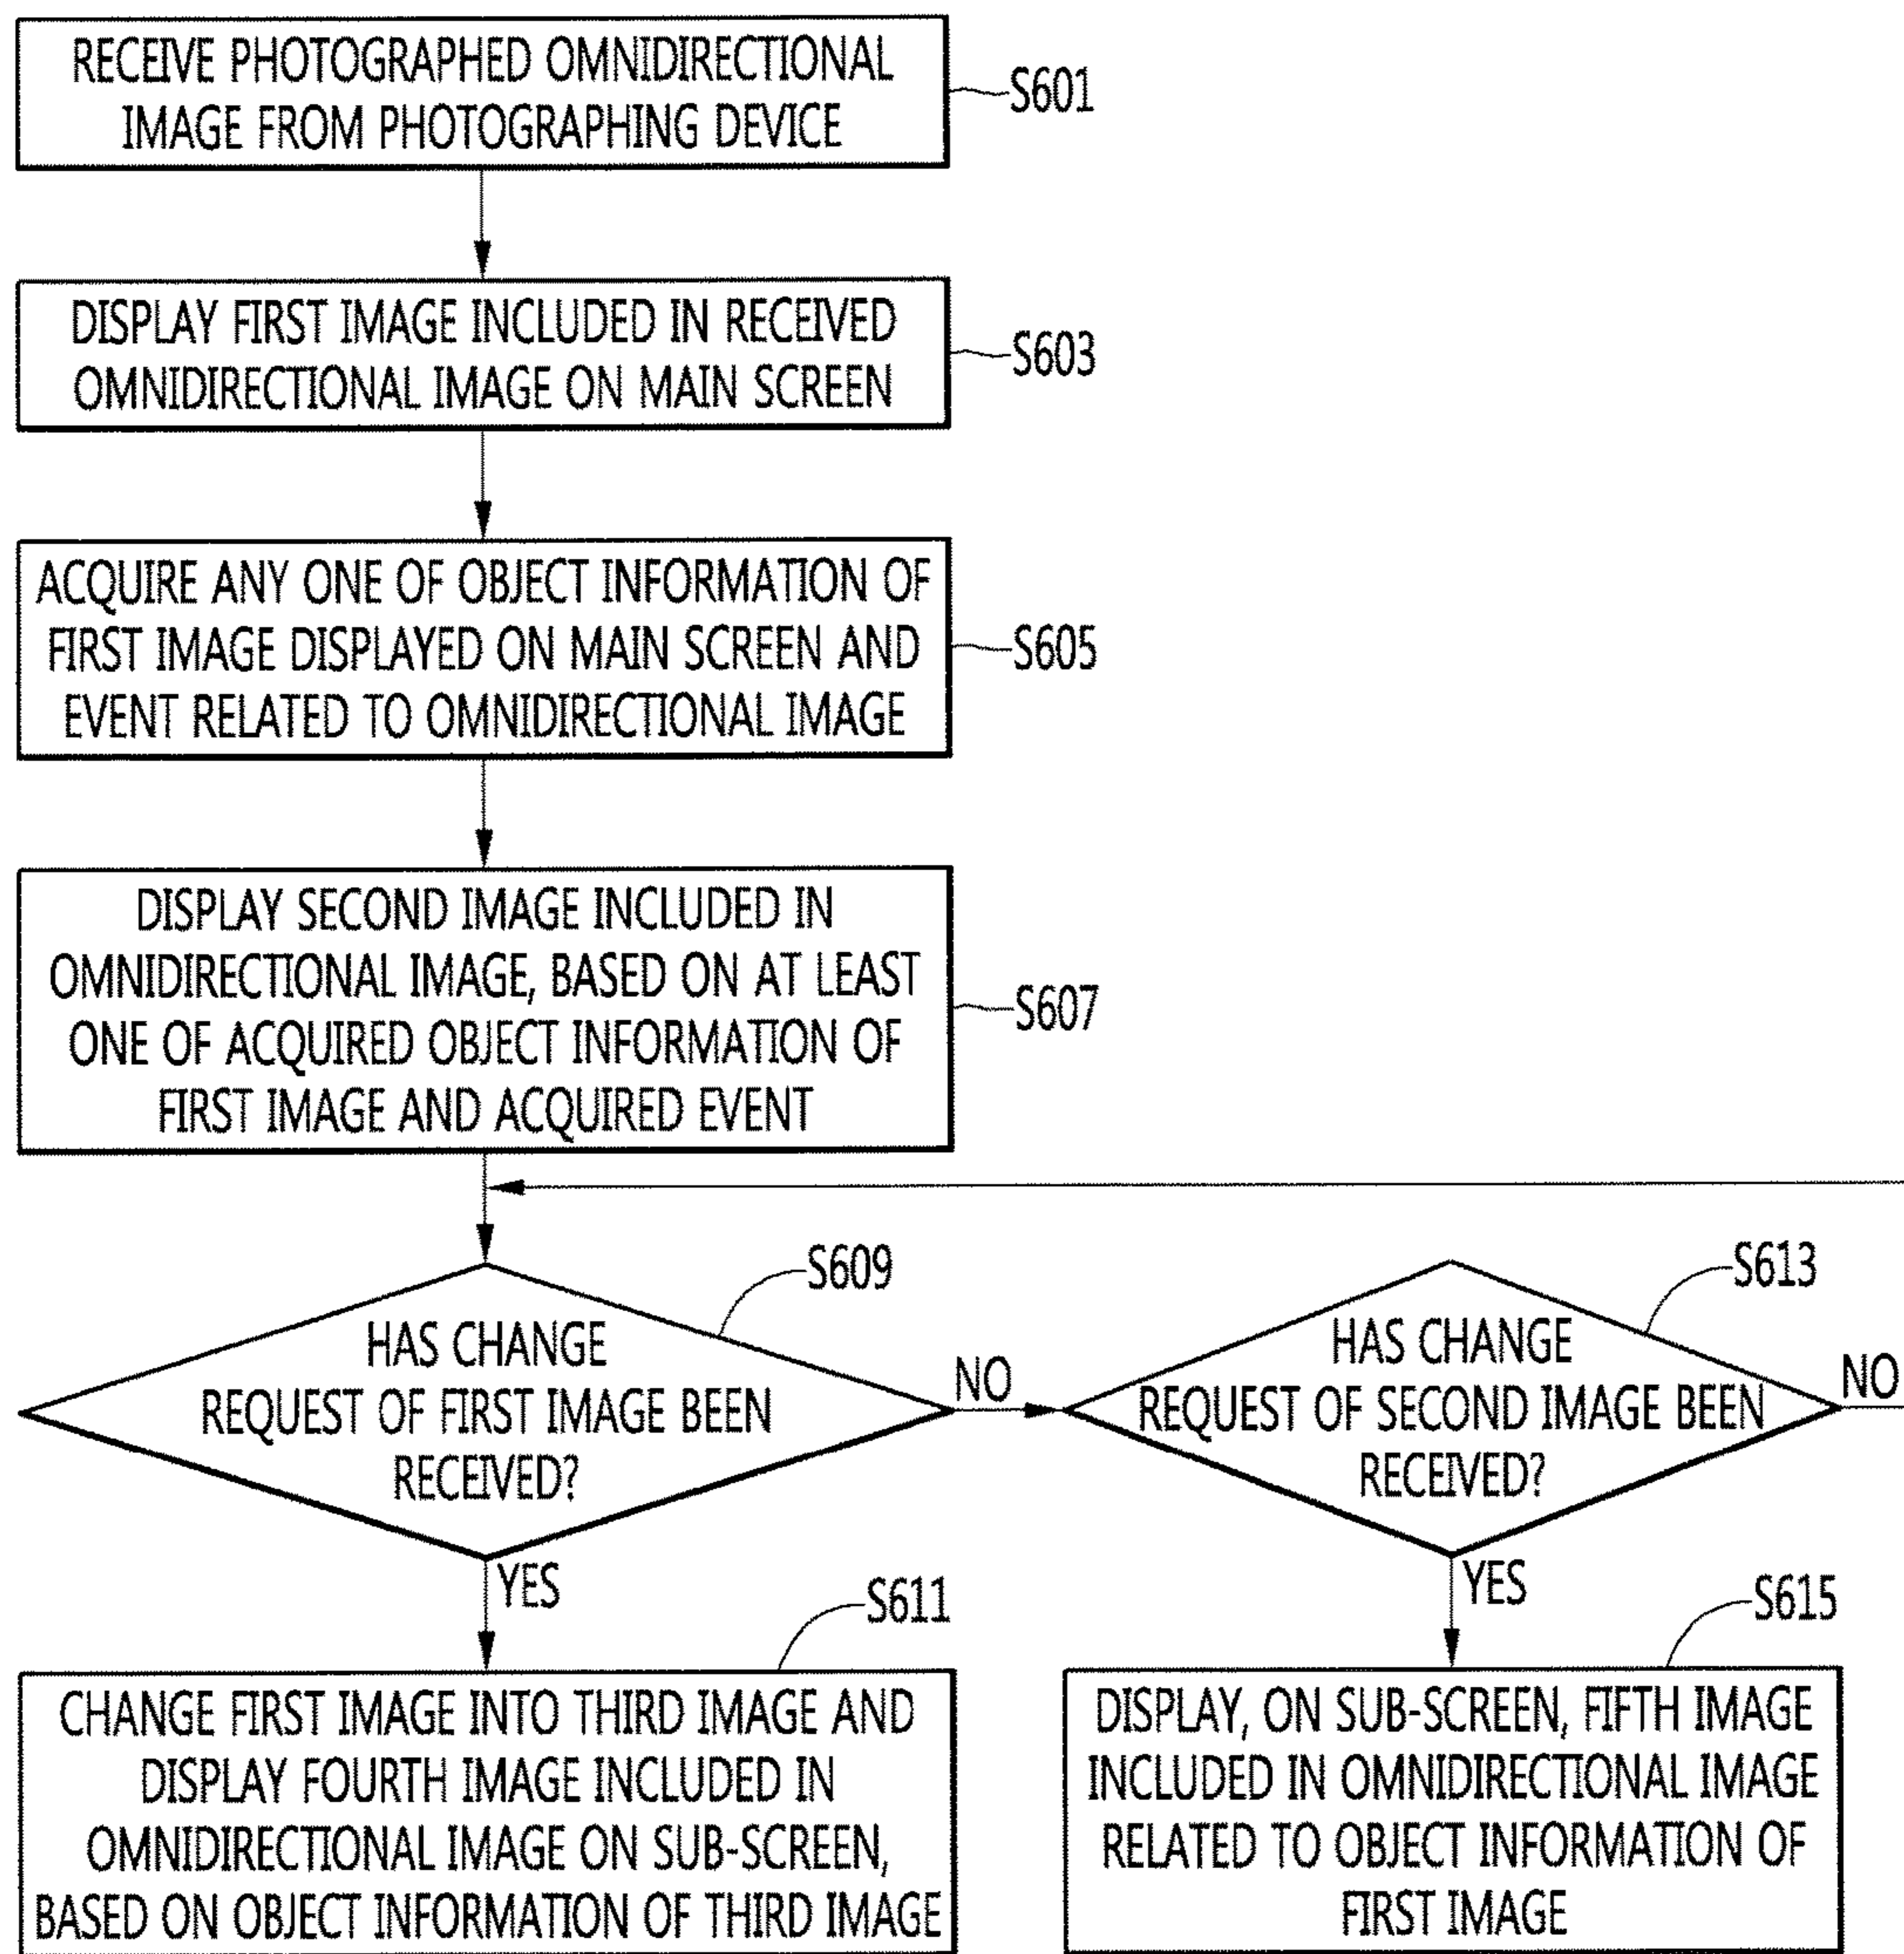 RECEIVE PHOTOGRAPHED OMNIDIRECTIONAL
IMAGE FROM PHOTOGRAPHING DEVICE
S601
DISPLAY FIRST IMAGE INCLUDED IN RECEIVED
OMNIDIRECTIONAL IMAGE ON MAIN SCREEN
S603
ACQUIRE ANY ONE OF OBJECT INFORMATION OF
FIRST IMAGE DISPLAYED ON MAIN SCREEN AND
EVENT RELATED TO OMNIDIRECTIONAL IMAGE
S605
DISPLAY SECOND IMAGE INCLUDED IN
OMNIDIRECTIONAL IMAGE, BASED ON AT LEAST
ONE OF ACQUIRED OBJECT INFORMATION OF
FIRST IMAGE AND ACQUIRED EVENT
S607
S609
HAS CHANGE
REQUEST OF FIRST IMAGE BEEN
RECEIVED?
NO
YES
S613
HAS CHANGE
REQUEST OF SECOND IMAGE BEEN
RECEIVED?
NO
YES
S611
CHANGE FIRST IMAGE INTO THIRD IMAGE AND
DISPLAY FOURTH IMAGE INCLUDED IN
OMNIDIRECTIONAL IMAGE ON SUB-SCREEN,
BASED ON OBJECT INFORMATION OF THIRD IMAGE
S615
DISPLAY, ON SUB-SCREEN, FIFTH IMAGE
INCLUDED IN OMNIDIRECTIONAL IMAGE
RELATED TO OBJECT INFORMATION OF
FIRST IMAGE